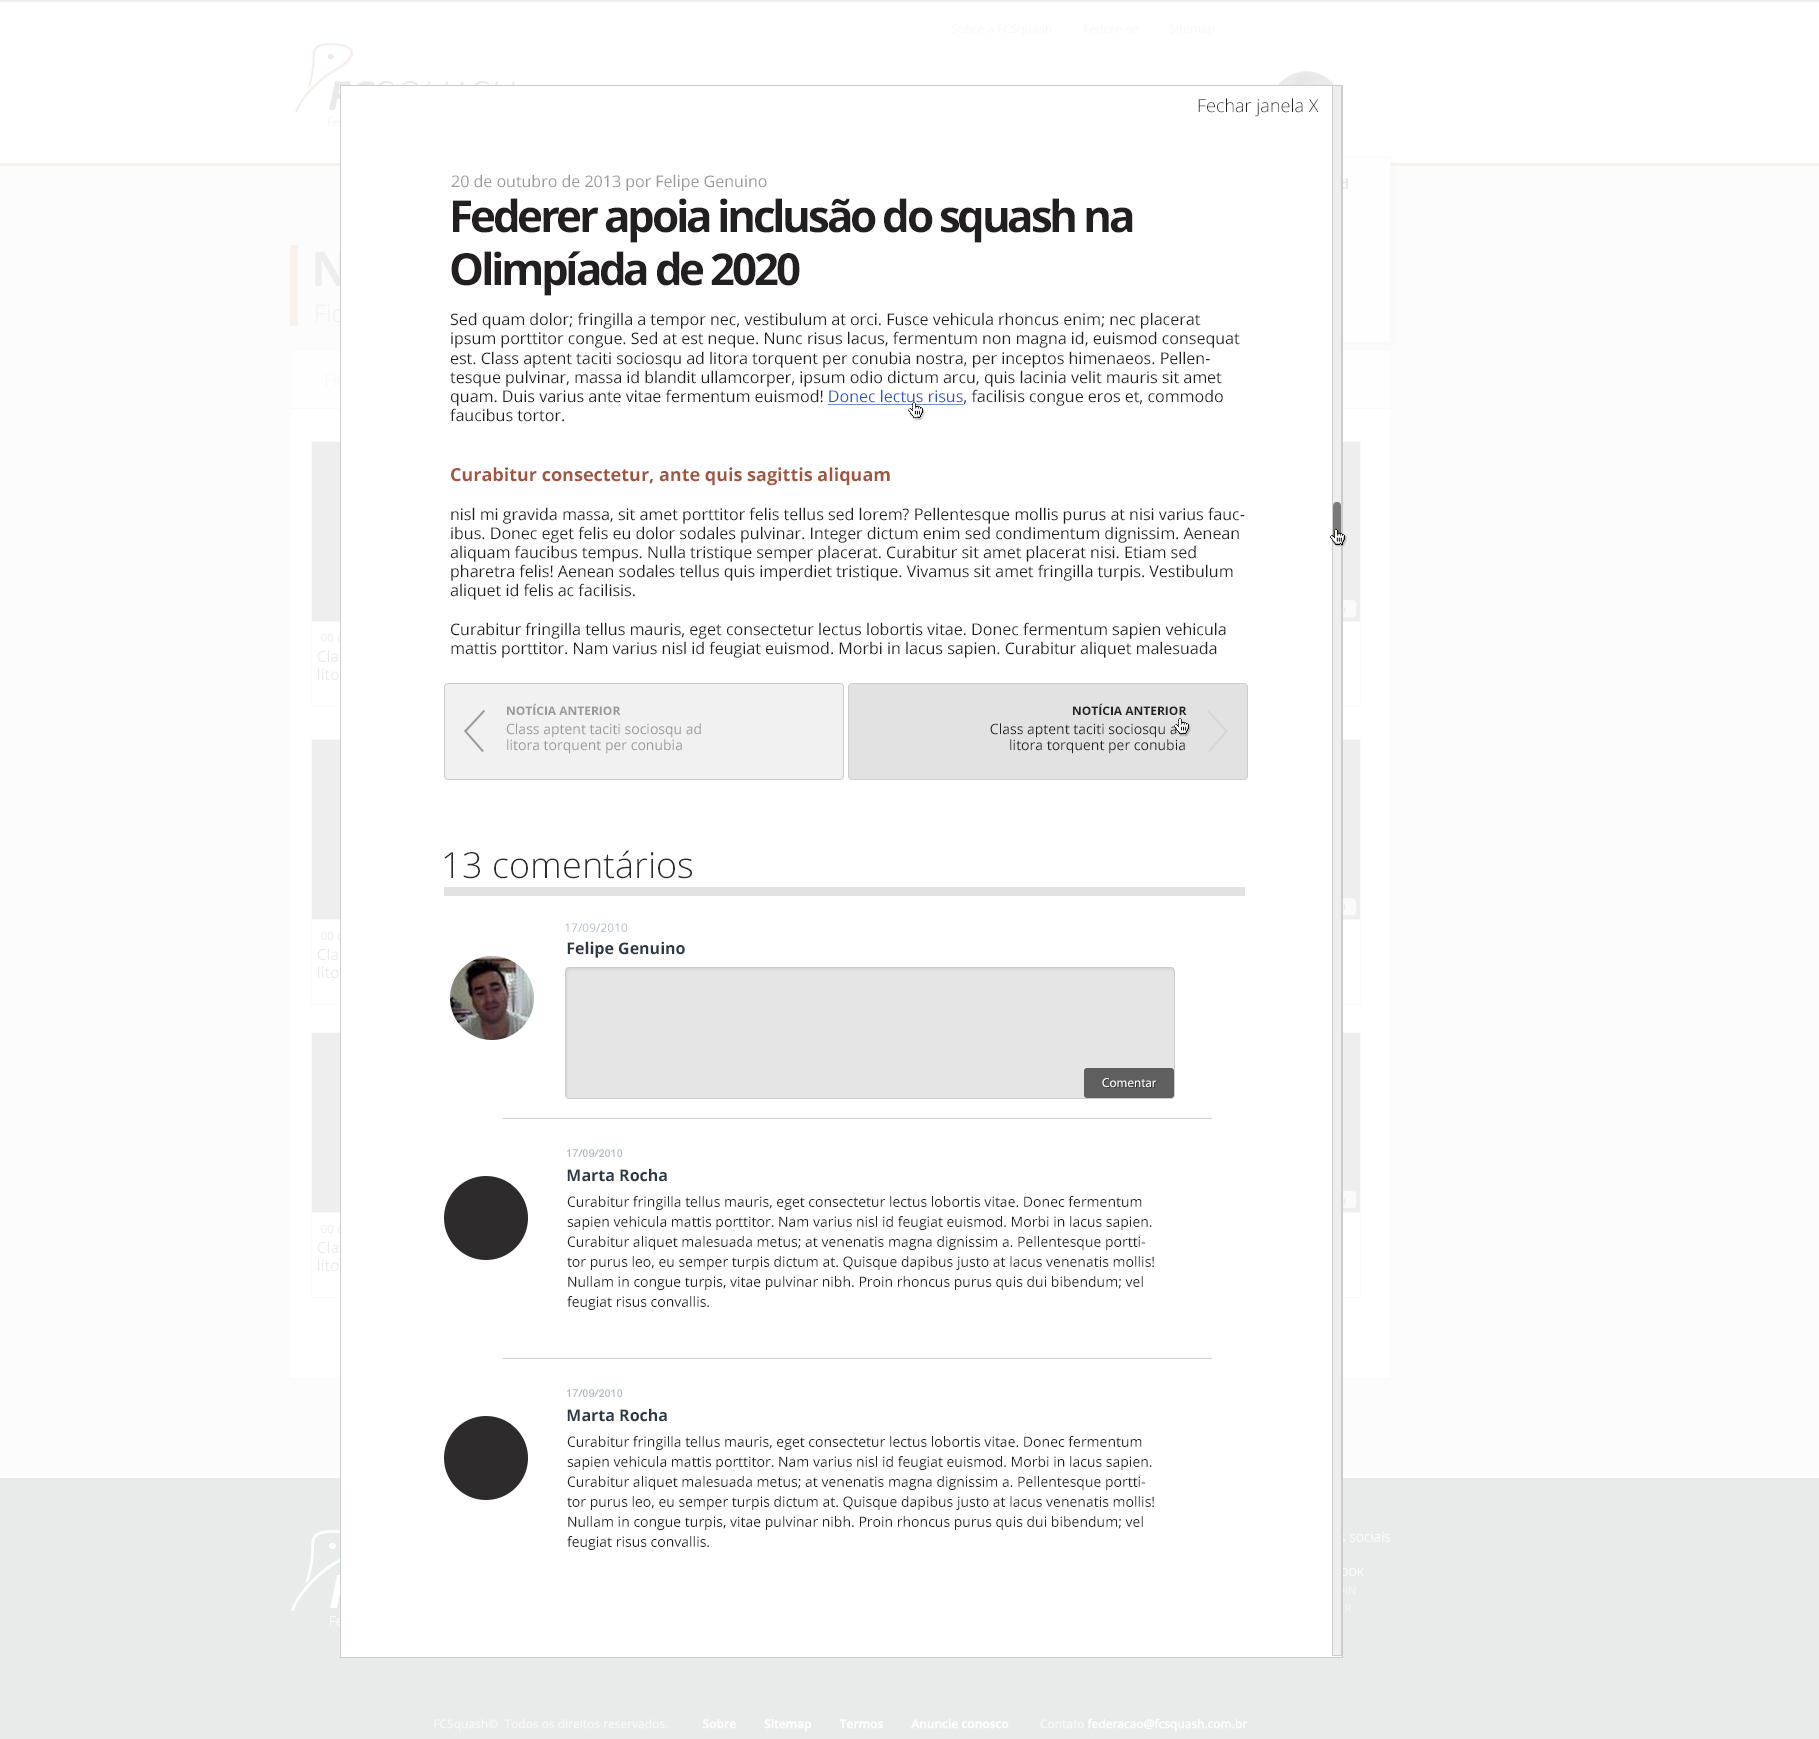 Sobre a FCSquash Federe-se Sitemap
FCSQUASH
Fechar janela X
20 de outubro de 2013 por Felipe Genuino
Federer apoia inclusão do squash na
Olimpíada de 2020
Sed quam dolor; fringilla a tempor nec, vestibulum at orci. Fusce vehicula rhoncus enim; nec placerat
ipsum porttitor congue. Sed at est neque. Nunc risus lacus, fermentum non magna id, euismod consequat
est. Class aptent taciti sociosqu ad litora torquent per conubia nostra, per inceptos himenaeos. Pellen-
tesque pulvinar, massa id blandit ullamcorper, ipsum odio dictum arcu, quis lacinia velit mauris sit amet
quam. Duis varius ante vitae fermentum euismod! Donec lectus risus, facilisis congue eros et, commodo
faucibus tortor.
Curabitur consectetur, ante quis sagittis aliquam
nisl mi gravida massa, sit amet porttitor felis tellus sed lorem? Pellentesque mollis purus at nisi varius fauc-
ibus. Donec eget felis eu dolor sodales pulvinar. Integer dictum enim sed condimentum dignissim. Aenean
aliquam faucibus tempus. Nulla tristique semper placerat. Curabitur sit amet placerat nisi. Etiam sed
pharetra felis! Aenean sodales tellus quis imperdiet tristique. Vivamus sit amet fringilla turpis. Vestibulum
aliquet id felis ac facilisis.
Curabitur fringilla tellus mauris, eget consectetur lectus lobortis vitae. Donec fermentum sapien vehicula
mattis porttitor. Nam varius nisl id feugiat euismod. Morbi in lacus sapien. Curabitur aliquet malesuada
NOTÍCIA ANTERIOR
Class aptent taciti sociosqu ad
litora torquent per conubia
NOTÍCIA ANTERIOR
Class aptent taciti sociosqu ad
litora torquent per conubia
13 comentários
17/09/2010
Felipe Genuino
Comentar
17/09/2010
Marta Rocha
Curabitur fringilla tellus mauris, eget consectetur lectus lobortis vitae. Donec fermentum
sapien vehicula mattis porttitor. Nam varius nisl id feugiat euismod. Morbi in lacus sapien.
Curabitur aliquet malesuada metus; at venenatis magna dignissim a. Pellentesque portti-
tor purus leo, eu semper turpis dictum at. Quisque dapibus justo at lacus venenatis mollis!
Nullam in congue turpis, vitae pulvinar nibh. Proin rhoncus purus quis dui bibendum; vel
feugiat risus convallis.
17/09/2010
Marta Rocha
Curabitur fringilla tellus mauris, eget consectetur lectus lobortis vitae. Donec fermentum
sapien vehicula mattis porttitor. Nam varius nisl id feugiat euismod. Morbi in lacus sapien.
Curabitur aliquet malesuada metus; at venenatis magna dignissim a. Pellentesque portti-
tor purus leo, eu semper turpis dictum at. Quisque dapibus justo at lacus venenatis mollis!
Nullam in congue turpis, vitae pulvinar nibh. Proin rhoncus purus quis dui bibendum; vel
feugiat risus convallis.
sociais
FCSquash© Todos os direitos reservados. Sobre Sitemap Termos Anuncie conosco Contato federacao@fcsquash.com.br